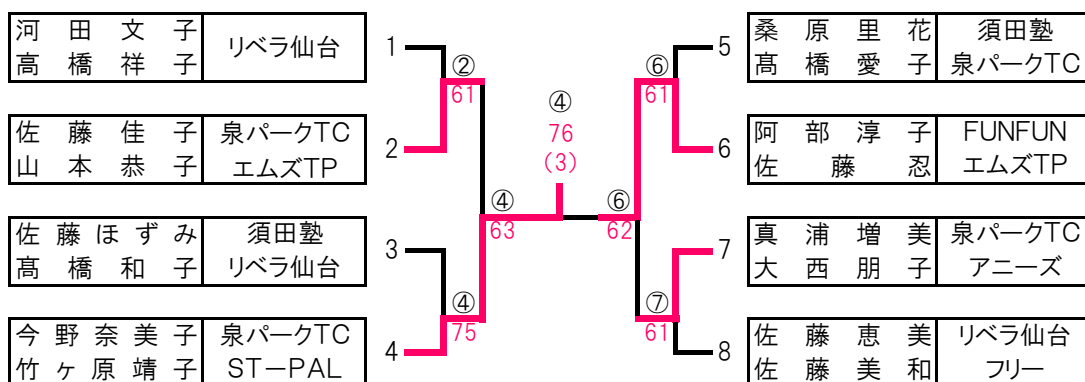 河田文子 リベラ仙台
高橋祥子
1
佐藤佳子 泉パークTC
山本恭子 エムズTP
2
佐藤ほずみ 須田塾
髙橋和子 リベラ仙台
3
今野奈美子 泉パークTC
竹ヶ原靖子 ST－PAL
4
②
61
④
75
④
63
④
76
(3)
⑥
62
⑥
61
⑦
61
5
桑原里花 須田塾
髙橋愛子 泉パークTC
6
阿部淳子 FUNFUN
佐藤忍 エムズTP
7
真浦増美 泉パークTC
大西朋子 アニーズ
8
佐藤恵美 リベラ仙台
佐藤美和 フリー